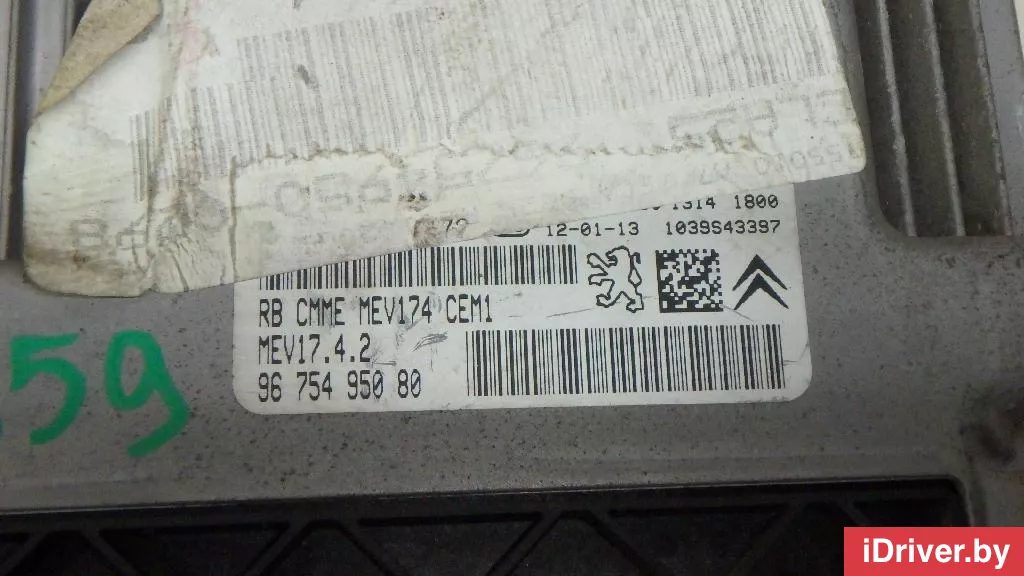 1314 1800
12-01-13 1039S43397
RB CMME MEV174 CEM1
MEV17.4.2
96 754 950 80
59
iDriver.by